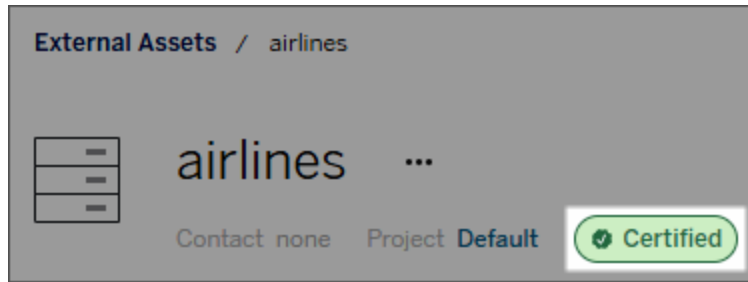 External Assets / airlines
airlines ...
Contact none Project Default Certified